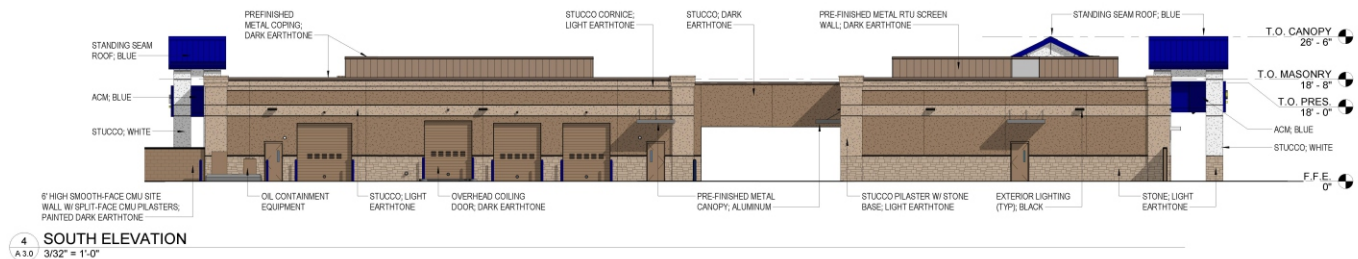 PREFINISHED
METAL COPING;
DARK EARTHTONE
STUCCO CORNICE;
LIGHT EARTHTONE
STUCCO; DARK
EARTHTONE
PRE-FINISHED METAL RTU SCREEN
WALL; DARK EARTHTONE
STANDING SEAM ROOF; BLUE
T.O. CANOPY
26' - 6"
STANDING SEAM
ROOF; BLUE
T.O. MASONRY
18' - 8"
ACM; BLUE
T.O. PRES.
18' - 0"
STUCCO; WHITE
ACM; BLUE
STUCCO; WHITE
F.F.E.
0"
6' HIGH SMOOTH-FACE CMU SITE
WALL W/ SPLIT-FACE CMU PILASTERS;
PAINTED DARK EARTHTONE
OIL CONTAINMENT
EQUIPMENT
STUCCO; LIGHT
EARTHTONE
OVERHEAD COILING
DOOR; DARK EARTHTONE
PRE-FINISHED METAL
CANOPY; ALUMINUM
STUCCO PILASTER W/ STONE
BASE; LIGHT EARTHTONE
EXTERIOR LIGHTING
(TYP); BLACK
STONE; LIGHT
EARTHTONE
4
A 3.0
SOUTH ELEVATION
3/32" = 1'-0"